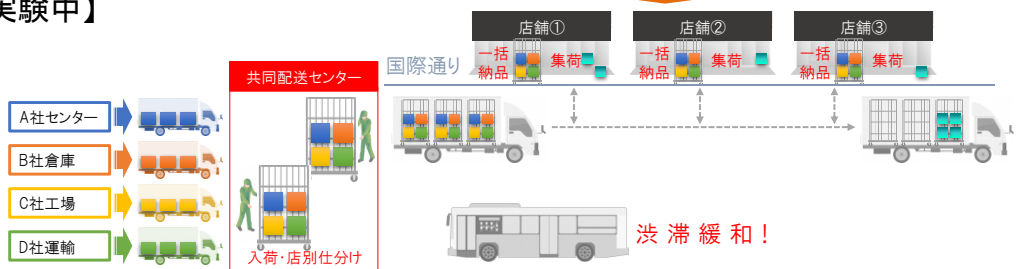 実験中】
店舗①
店舗②
店舗③
一括
納品
集荷
一括
納品
集荷
一括
納品
集荷
国際通り
共同配送センター
A社センター
B社倉庫
C社工場
D社運輸
入荷・店別仕分け
渋滞緩和！